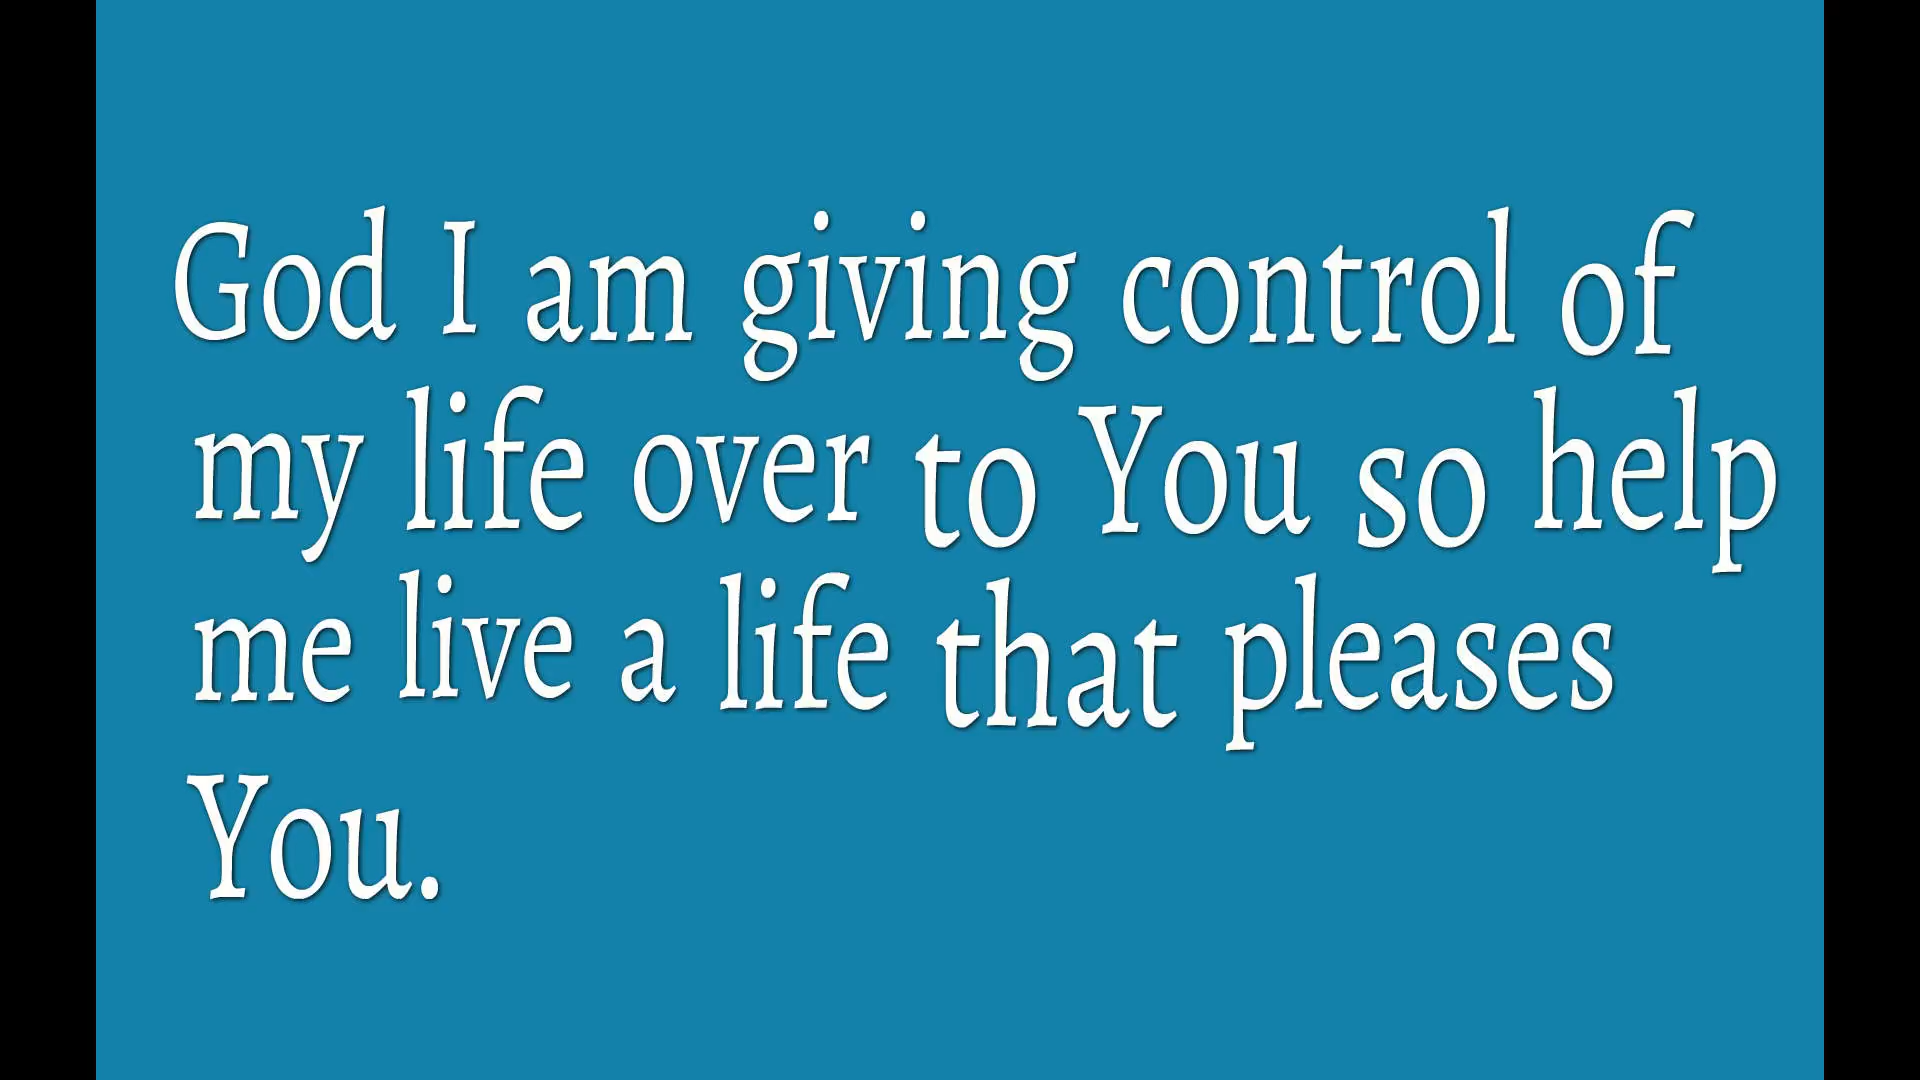 God I am giving control of
my life over to You so help
me live a life that pleases
You.